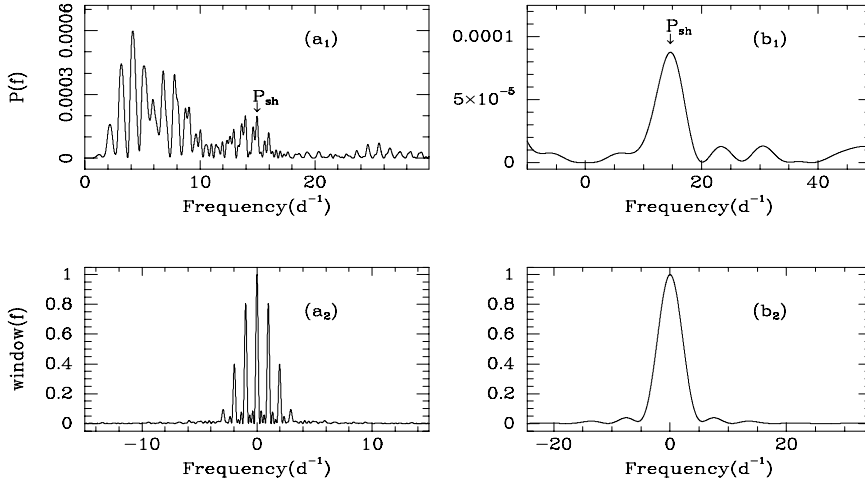 0.0006
0.0003
0
P(f)
(a₁)
P_sh
0 10 20
Frequency(d⁻¹)
0.0001
5×10⁻⁵
0
(b₁)
P_sh
0 20 40
Frequency(d⁻¹)
1
0.8
0.6
0.4
0.2
0
window(f)
(a₂)
−10 0 10
Frequency(d⁻¹)
1
0.8
0.6
0.4
0.2
0
(b₂)
−20 0 20
Frequency(d⁻¹)